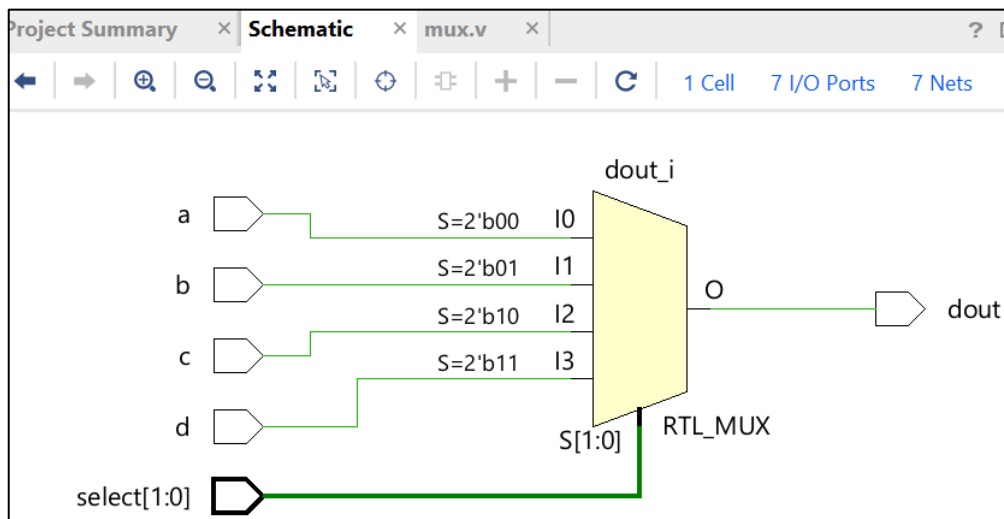 Project Summary × Schematic × mux.v × ?
1 Cell 7 I/O Ports 7 Nets
dout_i
a S=2'b00 I0
b S=2'b01 I1
O dout
c S=2'b10 I2
d S=2'b11 I3
S[1:0] RTL_MUX
select[1:0]